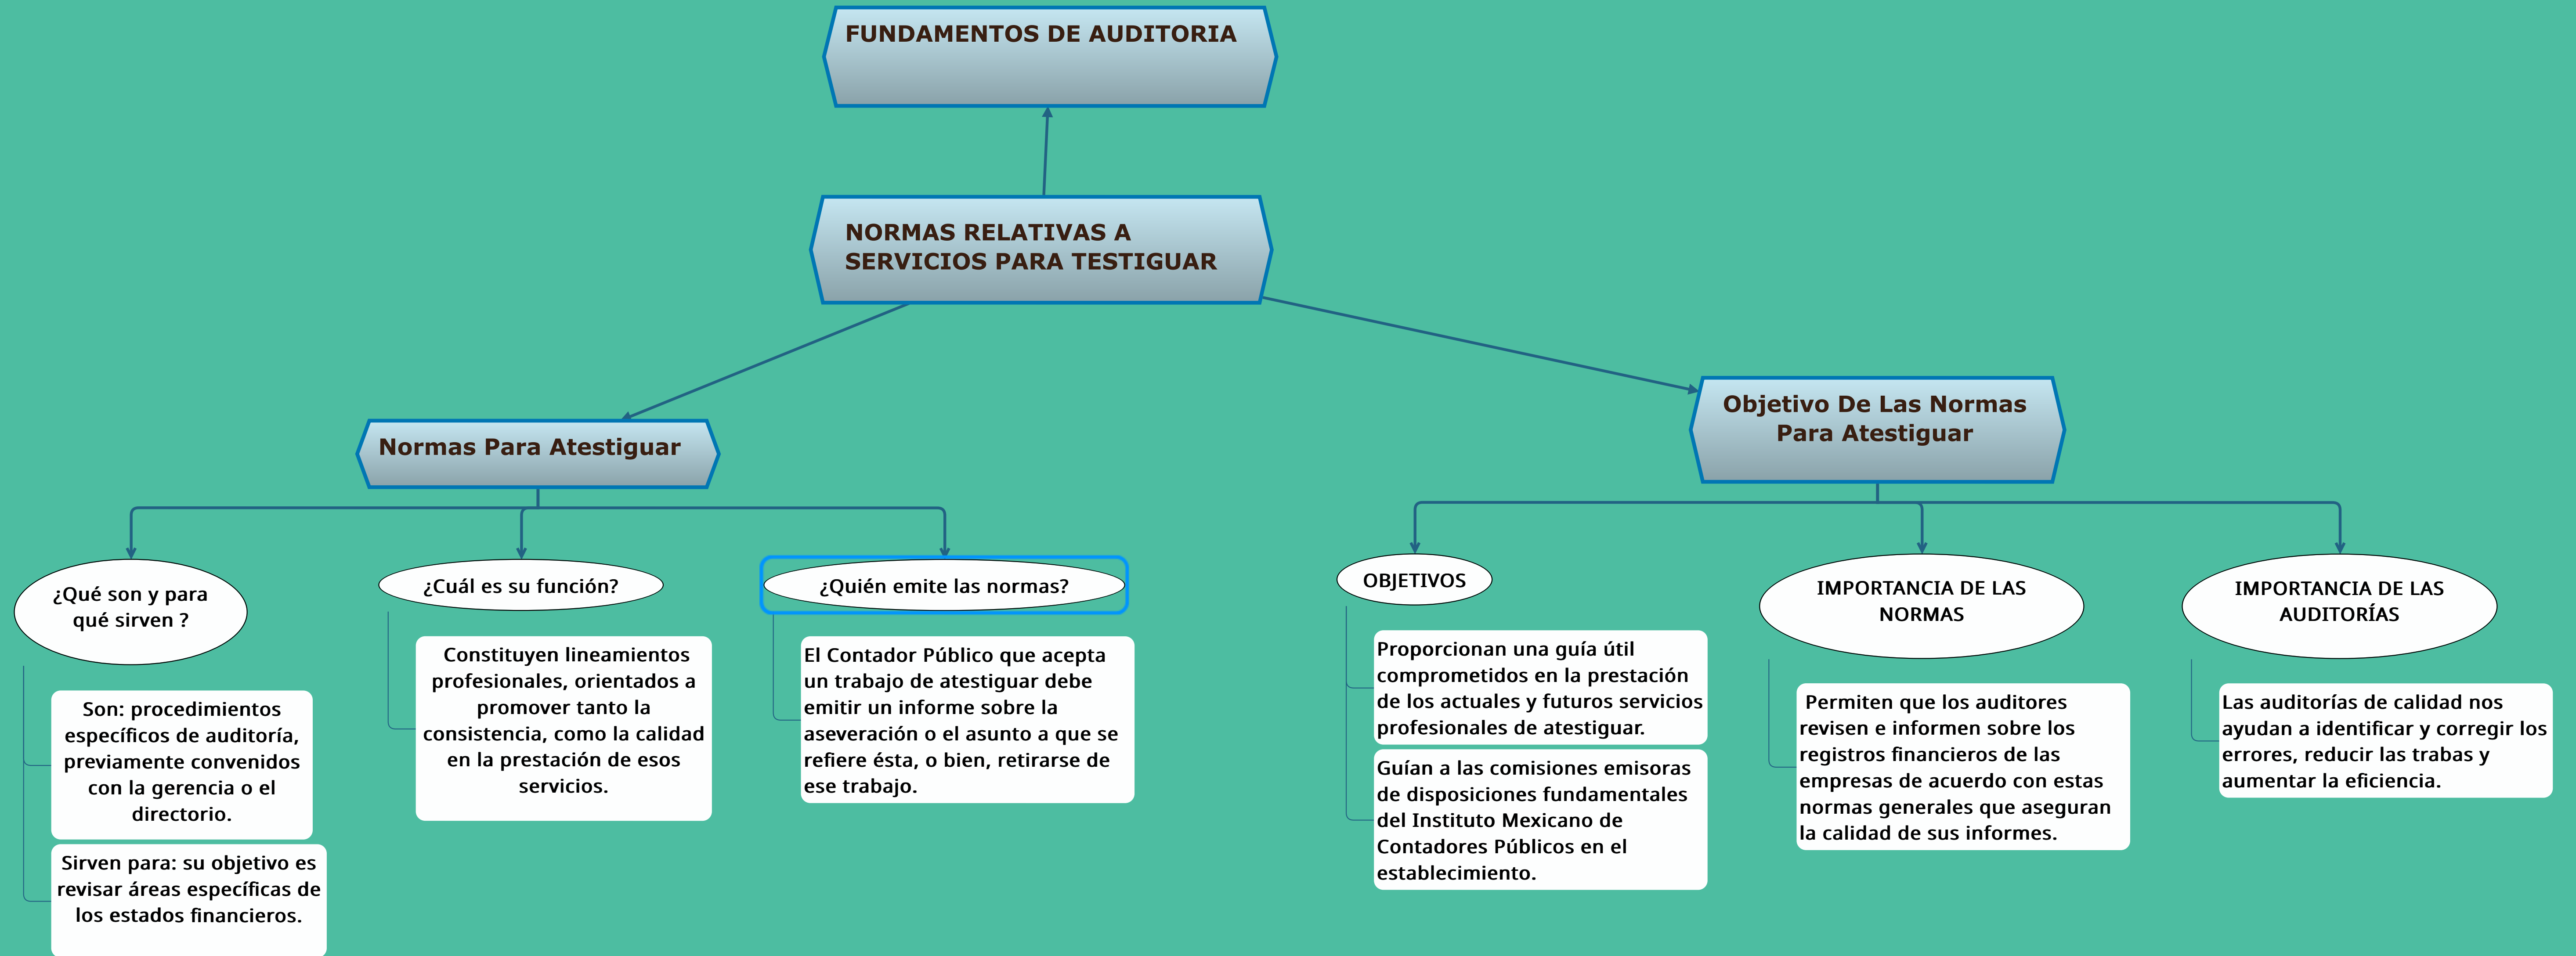 FUNDAMENTOS DE AUDITORIA
NORMAS RELATIVAS A
SERVICIOS PARA TESTIGUAR
Normas Para Atestiguar
¿Qué son y para
qué sirven ?
Son: procedimientos
específicos de auditoría,
previamente convenidos
con la gerencia o el
directorio.
Sirven para: su objetivo es
revisar áreas específicas de
los estados financieros.
¿Cuál es su función?
Constituyen lineamientos
profesionales, orientados a
promover tanto la
consistencia, como la calidad
en la prestación de esos
servicios.
¿Quién emite las normas?
El Contador Público que acepta
un trabajo de atestiguar debe
emitir un informe sobre la
aseveración o el asunto a que se
refiere ésta, o bien, retirarse de
ese trabajo.
Objetivo De Las Normas
Para Atestiguar
OBJETIVOS
Proporcionan una guía útil
comprometidos en la prestación
de los actuales y futuros servicios
profesionales de atestiguar.
Guían a las comisiones emisoras
de disposiciones fundamentales
del Instituto Mexicano de
Contadores Públicos en el
establecimiento.
IMPORTANCIA DE LAS
NORMAS
Permiten que los auditores
revisen e informen sobre los
registros financieros de las
empresas de acuerdo con estas
normas generales que aseguran
la calidad de sus informes.
IMPORTANCIA DE LAS
AUDITORÍAS
Las auditorías de calidad nos
ayudan a identificar y corregir los
errores, reducir las trabas y
aumentar la eficiencia.